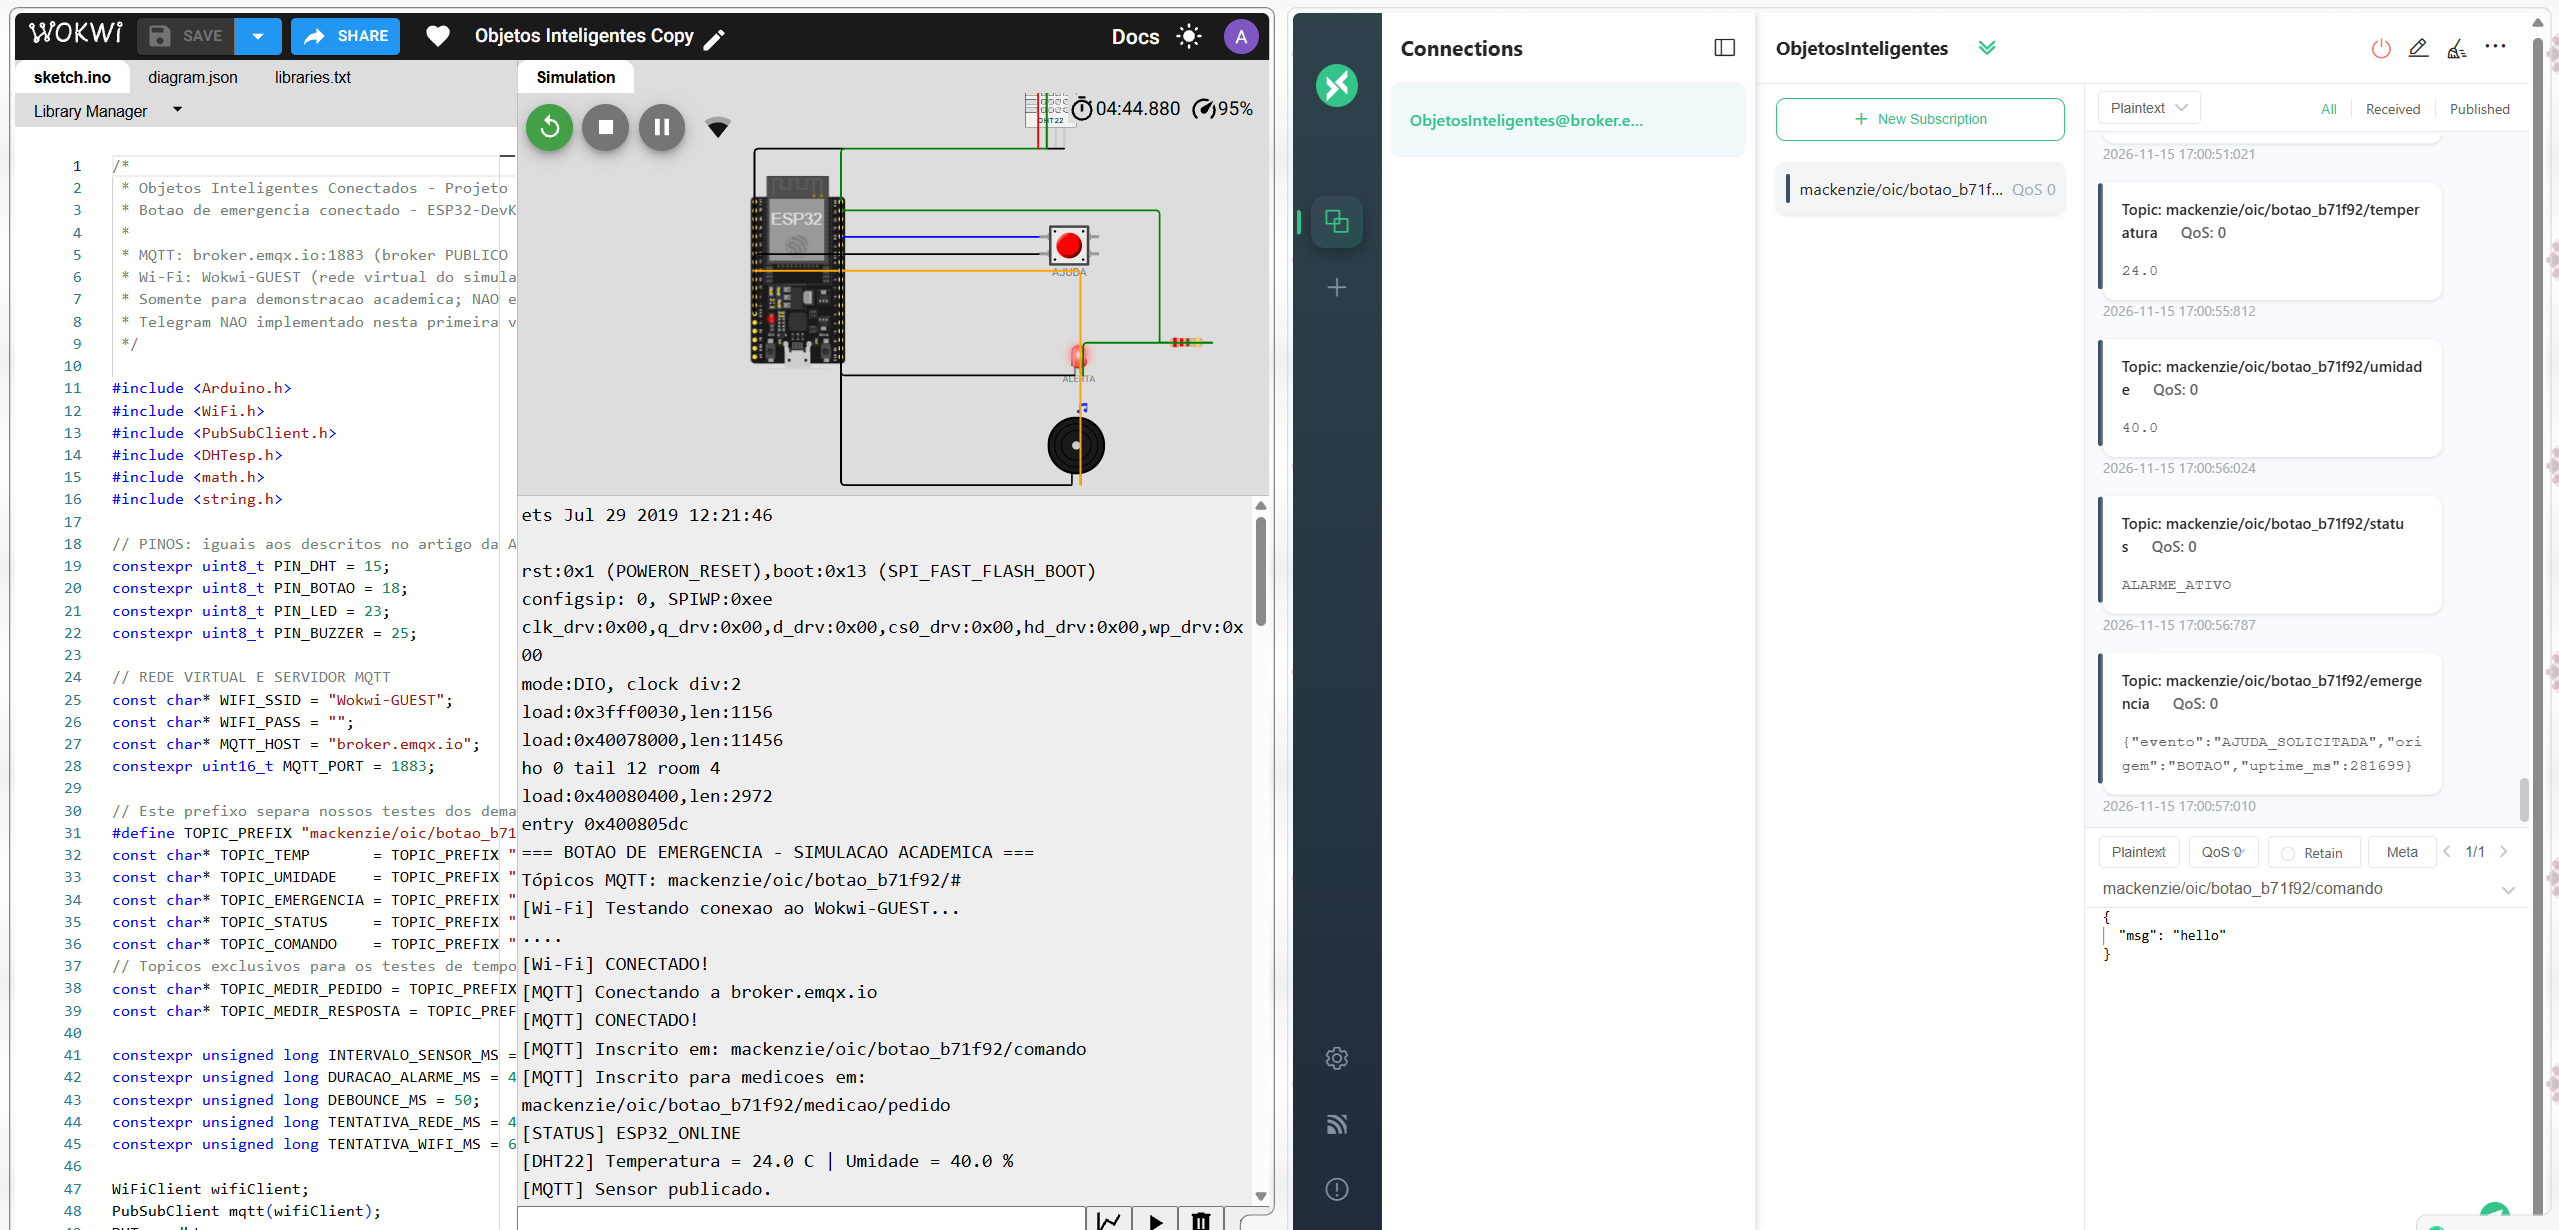 WOKWI
SAVE
SHARE
Objetos Inteligentes Copy
Docs
A
sketch.ino
diagram.json
libraries.txt
Library Manager
1 /*
2 * Objetos Inteligentes Conectados - Projeto
3 * Botao de emergencia conectado - ESP32-DevK
4 *
5 * MQTT: broker.emqx.io:1883 (broker PUBLICO
6 * Wi-Fi: Wokwi-GUEST (rede virtual do simula
7 * Somente para demonstracao academica; NAO e
8 * Telegram NAO implementado nesta primeira v
9 */
10
11 #include <Arduino.h>
12 #include <WiFi.h>
13 #include <PubSubClient.h>
14 #include <DHTesp.h>
15 #include <math.h>
16 #include <string.h>
17
18 // PINOS: iguais aos descritos no artigo da A
19 constexpr uint8_t PIN_DHT = 15;
20 constexpr uint8_t PIN_BOTAO = 18;
21 constexpr uint8_t PIN_LED = 23;
22 constexpr uint8_t PIN_BUZZER = 25;
23
24 // REDE VIRTUAL E SERVIDOR MQTT
25 const char* WIFI_SSID = "Wokwi-GUEST";
26 const char* WIFI_PASS = "";
27 const char* MQTT_HOST = "broker.emqx.io";
28 constexpr uint16_t MQTT_PORT = 1883;
29
30 // Este prefixo separa nossos testes dos dema
31 #define TOPIC_PREFIX "mackenzie/oic/botao_b71
32 const char* TOPIC_TEMP = TOPIC_PREFIX "
33 const char* TOPIC_UMIDADE = TOPIC_PREFIX "
34 const char* TOPIC_EMERGENCIA = TOPIC_PREFIX "
35 const char* TOPIC_STATUS = TOPIC_PREFIX "
36 const char* TOPIC_COMANDO = TOPIC_PREFIX "
37 // Topicos exclusivos para os testes de tempo
38 const char* TOPIC_MEDIR_PEDIDO = TOPIC_PREFIX
39 const char* TOPIC_MEDIR_RESPOSTA = TOPIC_PREF
40
41 constexpr unsigned long INTERVALO_SENSOR_MS =
42 constexpr unsigned long DURACAO_ALARME_MS = 4
43 constexpr unsigned long DEBOUNCE_MS = 50;
44 constexpr unsigned long TENTATIVA_REDE_MS = 4
45 constexpr unsigned long TENTATIVA_WIFI_MS = 6
46
47 WiFiClient wifiClient;
48 PubSubClient mqtt(wifiClient);
Simulation
04:44.880
95%
DHT22
ESP32
AJUDA
ALERTA
ets Jul 29 2019 12:21:46
rst:0x1 (POWERON_RESET),boot:0x13 (SPI_FAST_FLASH_BOOT)
configsip: 0, SPIWP:0xee
clk_drv:0x00,q_drv:0x00,d_drv:0x00,cs0_drv:0x00,hd_drv:0x00,wp_drv:0x
00
mode:DIO, clock div:2
load:0x3fff0030,len:1156
load:0x40078000,len:11456
ho 0 tail 12 room 4
load:0x40080400,len:2972
entry 0x400805dc
=== BOTAO DE EMERGENCIA - SIMULACAO ACADEMICA ===
Tópicos MQTT: mackenzie/oic/botao_b71f92/#
[Wi-Fi] Testando conexao ao Wokwi-GUEST...
....
[Wi-Fi] CONECTADO!
[MQTT] Conectando a broker.emqx.io
[MQTT] CONECTADO!
[MQTT] Inscrito em: mackenzie/oic/botao_b71f92/comando
[MQTT] Inscrito para medicoes em:
mackenzie/oic/botao_b71f92/medicao/pedido
[STATUS] ESP32_ONLINE
[DHT22] Temperatura = 24.0 C | Umidade = 40.0 %
[MQTT] Sensor publicado.
Connections
ObjetosInteligentes@broker.e...
ObjetosInteligentes
+ New Subscription
mackenzie/oic/botao_b71f... QoS 0
Plaintext
All
Received
Published
2026-11-15 17:00:51:021
Topic: mackenzie/oic/botao_b71f92/temper
atura QoS: 0
24.0
2026-11-15 17:00:55:812
Topic: mackenzie/oic/botao_b71f92/umidad
e QoS: 0
40.0
2026-11-15 17:00:56:024
Topic: mackenzie/oic/botao_b71f92/statu
s QoS: 0
ALARME_ATIVO
2026-11-15 17:00:56:787
Topic: mackenzie/oic/botao_b71f92/emerge
ncia QoS: 0
{"evento":"AJUDA_SOLICITADA","ori
gem":"BOTAO","uptime_ms":281699}
2026-11-15 17:00:57:010
Plaintext
QoS 0
Retain
Meta
1/1
mackenzie/oic/botao_b71f92/comando
{
"msg": "hello"
}